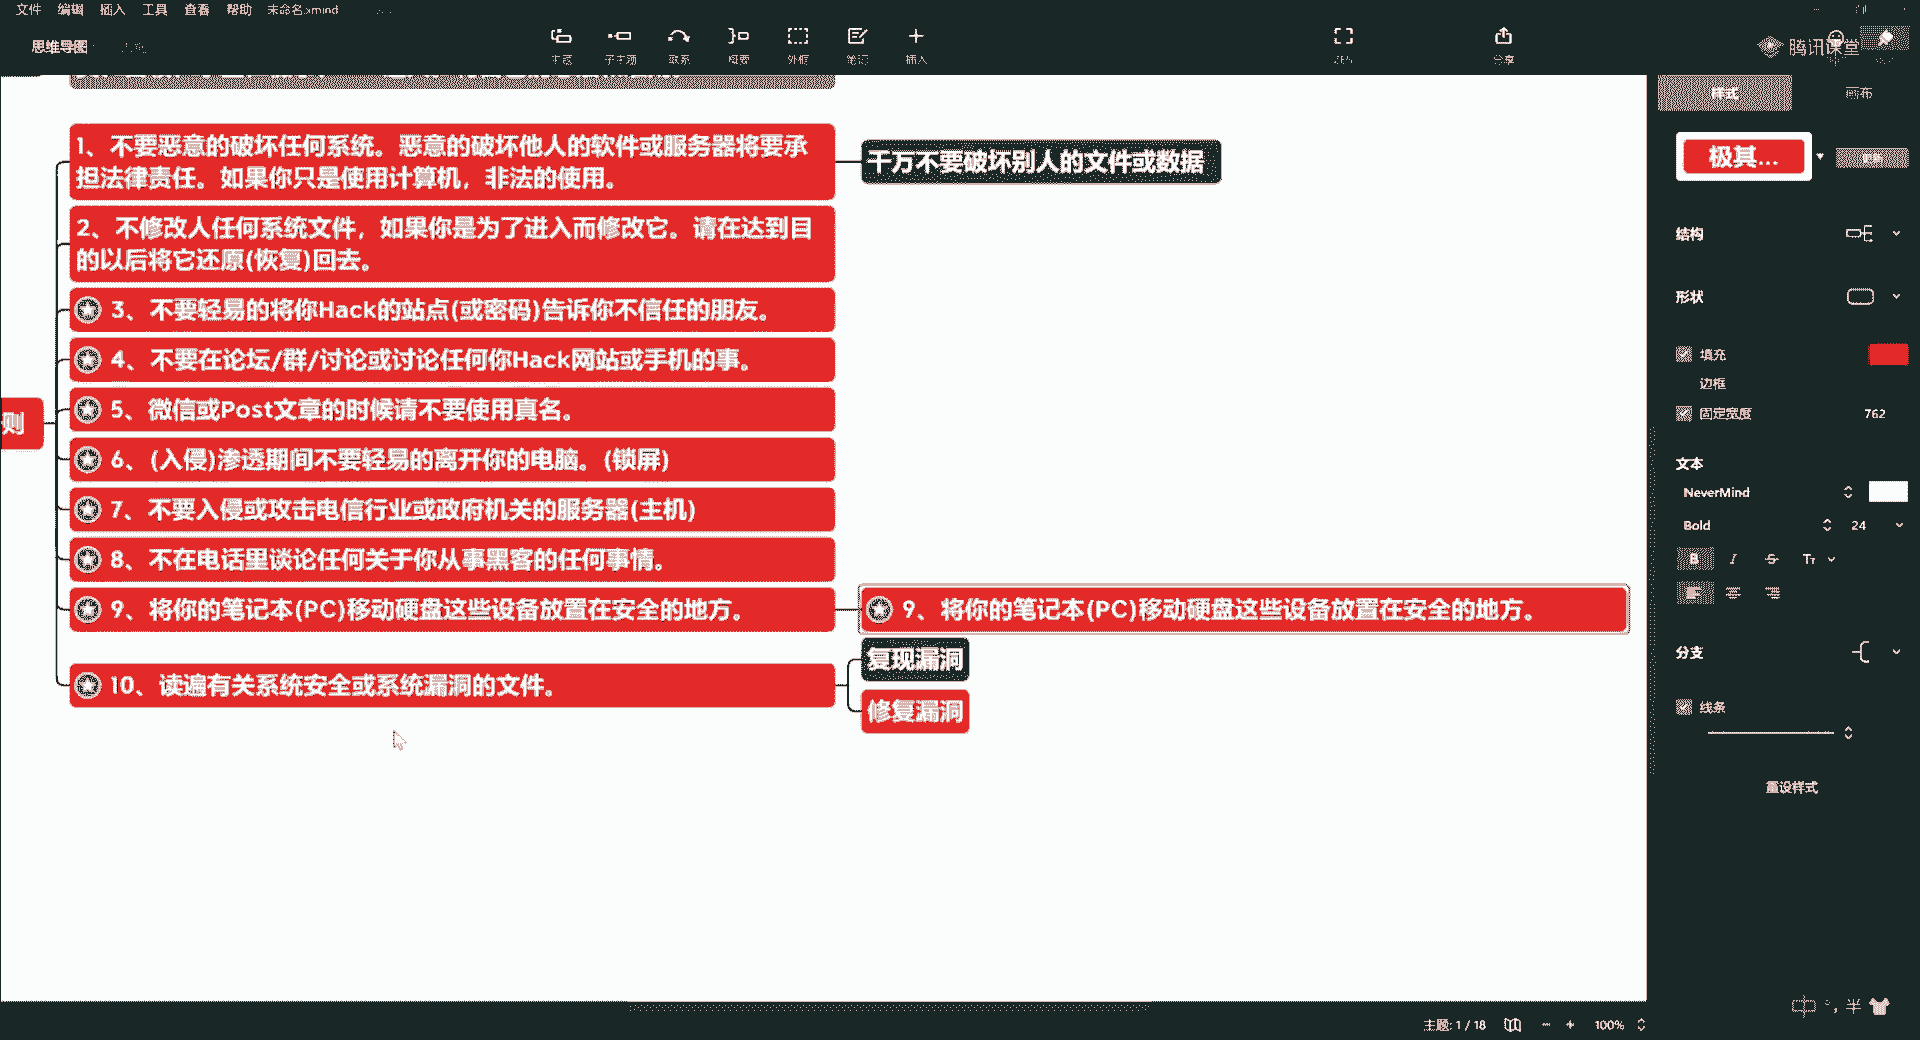 文件 编辑 插入 工具 查看 帮助 未命名.xmind
思维导图
主题 子主题 联系 概要 外框 笔记 插入 ZEN 分享
腾讯课堂
样式 画布
1、不要恶意的破坏任何系统。恶意的破坏他人的软件或服务器将要承
担法律责任。如果你只是使用计算机，非法的使用。
千万不要破坏别人的文件或数据
2、不修改人任何系统文件，如果你是为了进入而修改它。请在达到目
的以后将它还原(恢复)回去。
3、不要轻易的将你Hack的站点(或密码)告诉你不信任的朋友。
4、不要在论坛/群/讨论或讨论任何你Hack网站或手机的事。
则
5、微信或Post文章的时候请不要使用真名。
6、(入侵)渗透期间不要轻易的离开你的电脑。(锁屏)
7、不要入侵或攻击电信行业或政府机关的服务器(主机)
8、不在电话里谈论任何关于你从事黑客的任何事情。
9、将你的笔记本(PC)移动硬盘这些设备放置在安全的地方。
9、将你的笔记本(PC)移动硬盘这些设备放置在安全的地方。
10、读遍有关系统安全或系统漏洞的文件。
复现漏洞
修复漏洞
极其...
更新
结构
形状
填充
边框
固定宽度 762
文本
NeverMind
Bold 24
B I S Tт
分支
线条
重设样式
中 °, 半
主题: 1 / 18 100%